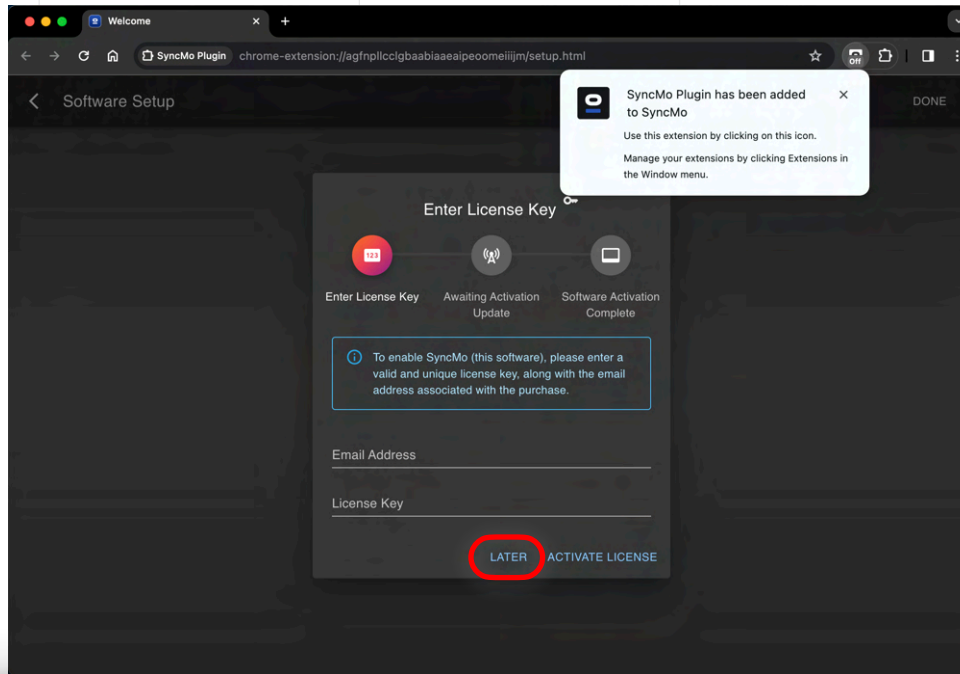 Welcome
SyncMo Plugin
chrome-extension://agfnpllcclgbaabiaaeaipeoomeiiijm/setup.html
Off
Software Setup
DONE
SyncMo Plugin has been added
to SyncMo
Use this extension by clicking on this icon.
Manage your extensions by clicking Extensions in
the Window menu.
Enter License Key
123
Enter License Key
Awaiting Activation
Update
Software Activation
Complete
To enable SyncMo (this software), please enter a
valid and unique license key, along with the email
address associated with the purchase.
Email Address
License Key
LATER
ACTIVATE LICENSE